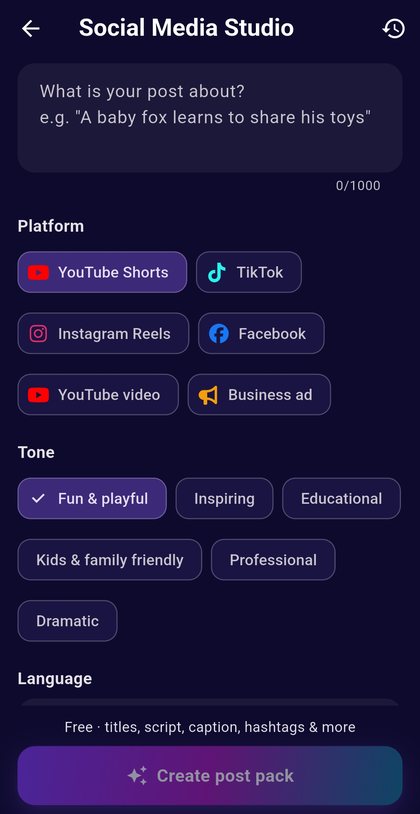 Social Media Studio
What is your post about?
e.g. "A baby fox learns to share his toys"
0/1000
Platform
YouTube Shorts
TikTok
Instagram Reels
Facebook
YouTube video
Business ad
Tone
Fun & playful
Inspiring
Educational
Kids & family friendly
Professional
Dramatic
Language
Free · titles, script, caption, hashtags & more
Create post pack